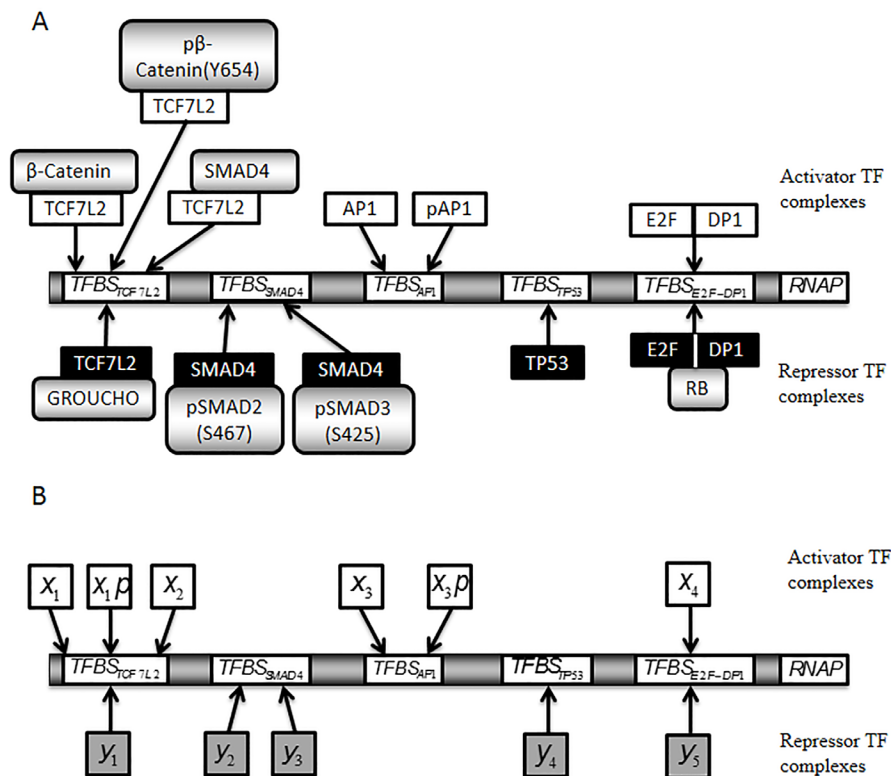 A
pβ-
Catenin(Y654)
TCF7L2
β-Catenin
TCF7L2
SMAD4
TCF7L2
AP1
pAP1
E2F
DP1
Activator TF
complexes
TFBS_TCF7L2
TFBS_SMAD4
TFBS_AP1
TFBS_TP53
TFBS_E2F-DP1
RNAP
TCF7L2
GROUCHO
SMAD4
pSMAD2
(S467)
SMAD4
pSMAD3
(S425)
TP53
E2F
DP1
RB
Repressor TF
complexes
B
x1
x1p
x2
x3
x3p
x4
Activator TF
complexes
TFBS_TCF7L2
TFBS_SMAD4
TFBS_AP1
TFBS_TP53
TFBS_E2F-DP1
RNAP
y1
y2
y3
y4
y5
Repressor TF
complexes